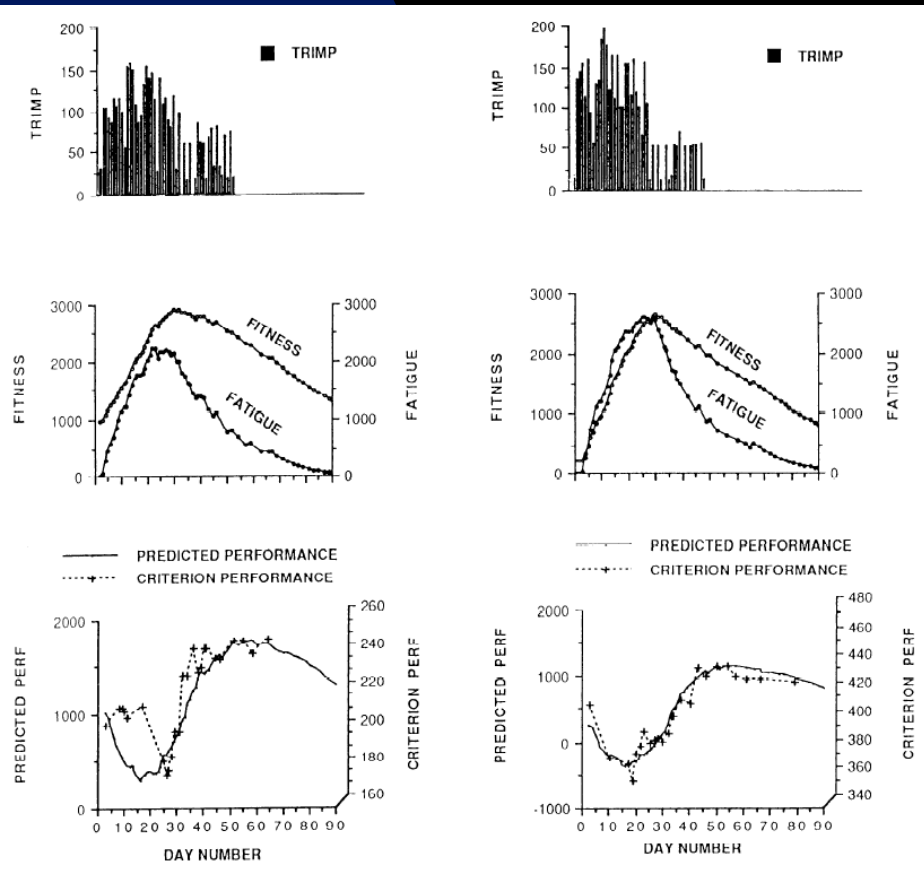 200
150
100
50
0
TRIMP
TRIMP
200
150
100
50
0
TRIMP
TRIMP
3000
2000
1000
0
FITNESS
3000
2000
1000
0
FATIGUE
FITNESS
FATIGUE
3000
2000
1000
0
FITNESS
3000
2000
1000
0
FATIGUE
FITNESS
FATIGUE
PREDICTED PERFORMANCE
CRITERION PERFORMANCE
2000
1000
0
PREDICTED PERF
260
240
220
200
180
160
CRITERION PERF
0 10 20 30 40 50 60 70 80 90
DAY NUMBER
PREDICTED PERFORMANCE
CRITERION PERFORMANCE
2000
1000
0
-1000
PREDICTED PERF
480
460
440
420
400
380
360
340
CRITERION PERF
0 10 20 30 40 50 60 70 80 90
DAY NUMBER